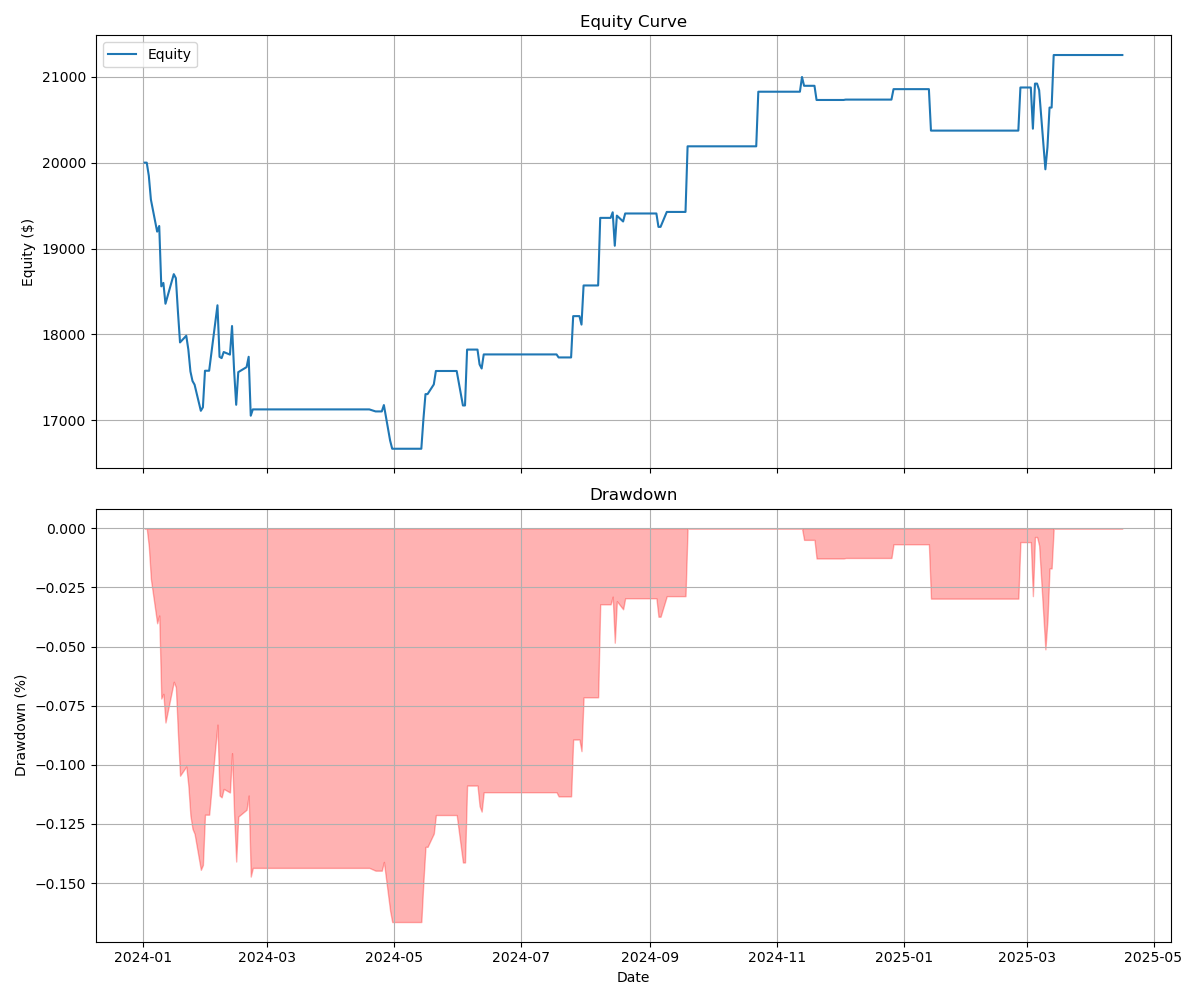 Equity Curve
Equity
21000
20000
19000
18000
17000
Equity ($)
Drawdown
0.000
−0.025
−0.050
−0.075
−0.100
−0.125
−0.150
Drawdown (%)
2024-01 2024-03 2024-05 2024-07 2024-09 2024-11 2025-01 2025-03 2025-05
Date